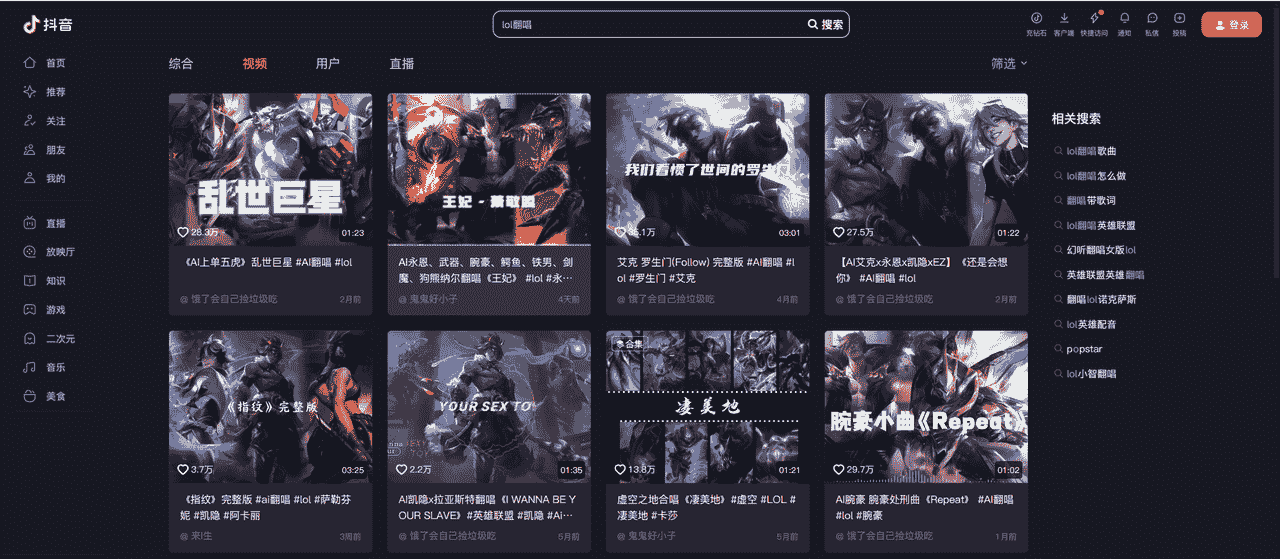 抖音
lol翻唱
搜索
充钻石
客户端
快捷访问
通知
私信
投稿
登录
首页
推荐
关注
朋友
我的
直播
放映厅
知识
游戏
二次元
音乐
美食
综合
视频
用户
直播
筛选
乱世巨星
28.3万
01:23
《AI上单五虎》乱世巨星 #AI翻唱 #lol
@ 饿了会自己捡垃圾吃
2月前
王妃 - 萧敬腾
AI永恩、武器、腕豪、鳄鱼、铁男、剑
魔、狗熊纳尔翻唱《王妃》 #lol #永…
@ 鬼鬼好小子
4天前
我们看惯了世间的罗生门
03:01
艾克 罗生门(Follow) 完整版 #AI翻唱 #l
ol #罗生门 #艾克
@ 饿了会自己捡垃圾吃
4月前
27.5万
01:22
【AI艾克x永恩x凯隐xEZ】《还是会想
你》 #AI翻唱 #lol
@ 饿了会自己捡垃圾吃
2月前
《指纹》完整版
3.7万
03:25
《指纹》完整版 #ai翻唱 #lol #萨勒芬
妮 #凯隐 #阿卡丽
@ 来!生
3周前
YOUR SEX TO
2.2万
01:35
AI凯隐x拉亚斯特翻唱《I WANNA BE Y
OUR SLAVE》#英雄联盟 #凯隐 #Ai…
@ 饿了会自己捡垃圾吃
5月前
合集
凄美地
13.8万
01:21
虚空之地合唱《凄美地》 #虚空 #LOL #
凄美地 #卡莎
@ 鬼鬼好小子
5月前
腕豪小曲《Repeat》
29.7万
01:02
AI腕豪 腕豪处刑曲 《Repeat》 #AI翻唱
#lol #腕豪
@ 饿了会自己捡垃圾吃
1月前
相关搜索
lol翻唱歌曲
lol翻唱怎么做
翻唱带歌词
lol翻唱英雄联盟
幻听翻唱女版lol
英雄联盟英雄翻唱
翻唱lol诺克萨斯
lol英雄配音
popstar
lol小智翻唱